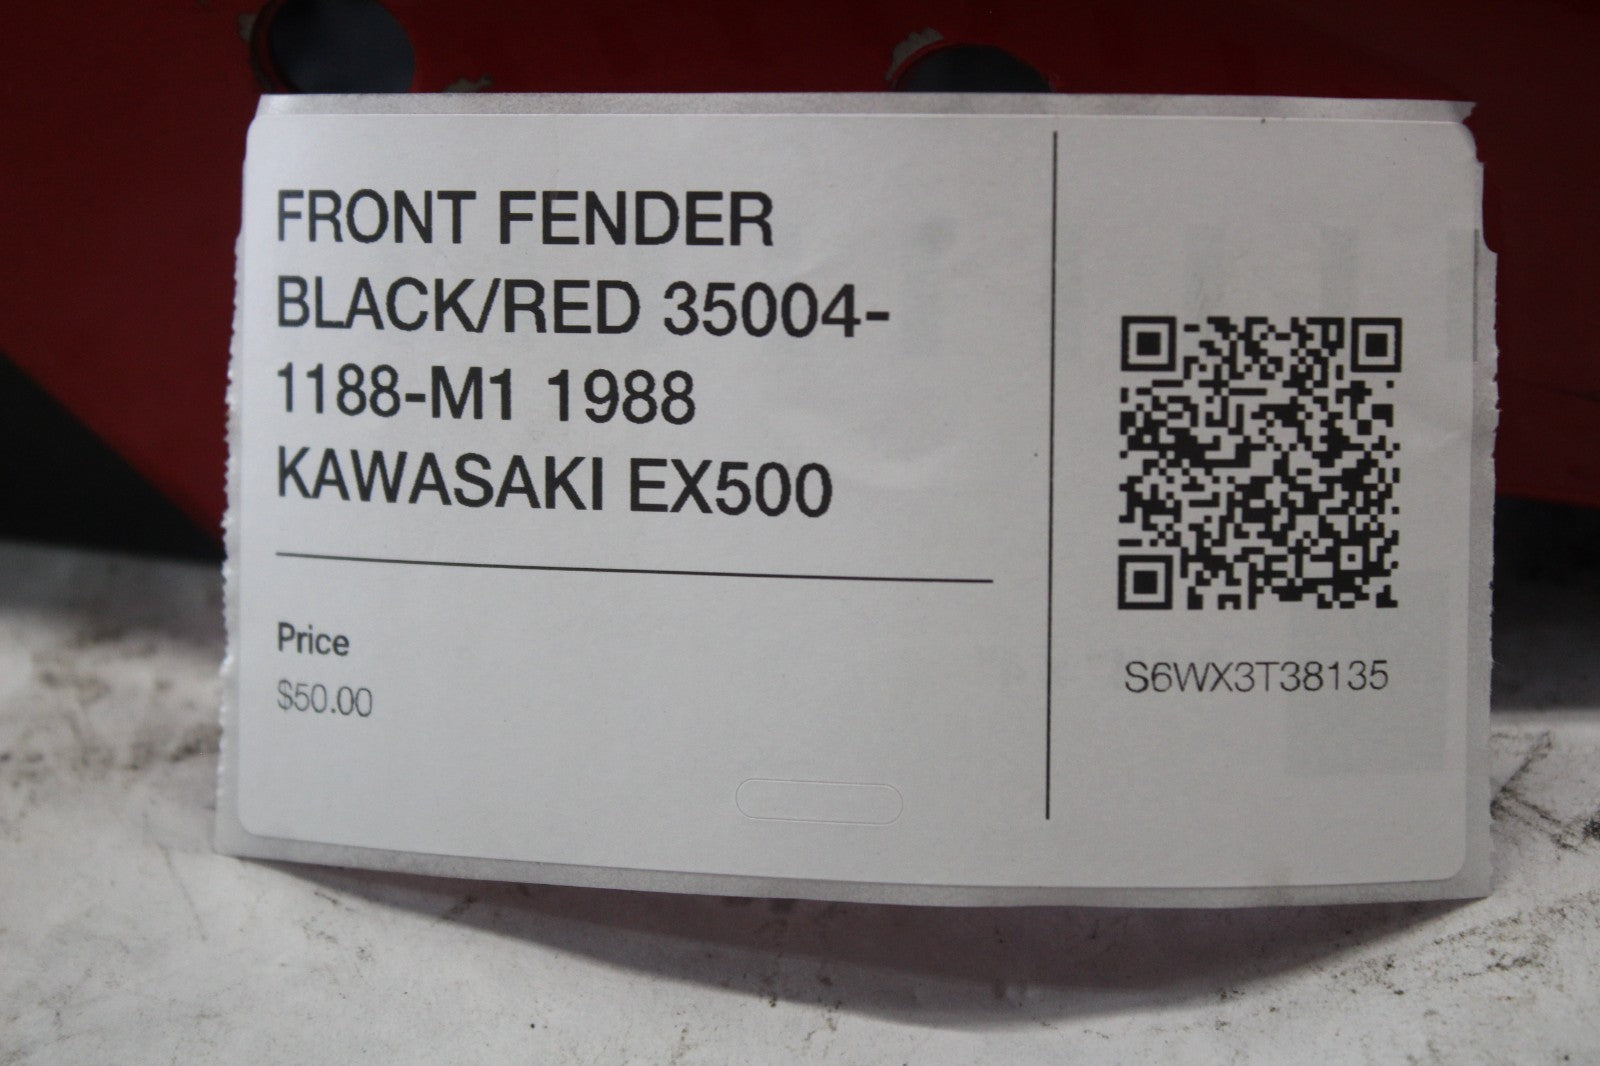 FRONT FENDER
BLACK/RED 35004-
1188-M1 1988
KAWASAKI EX500
Price
$50.00
S6WX3T38135